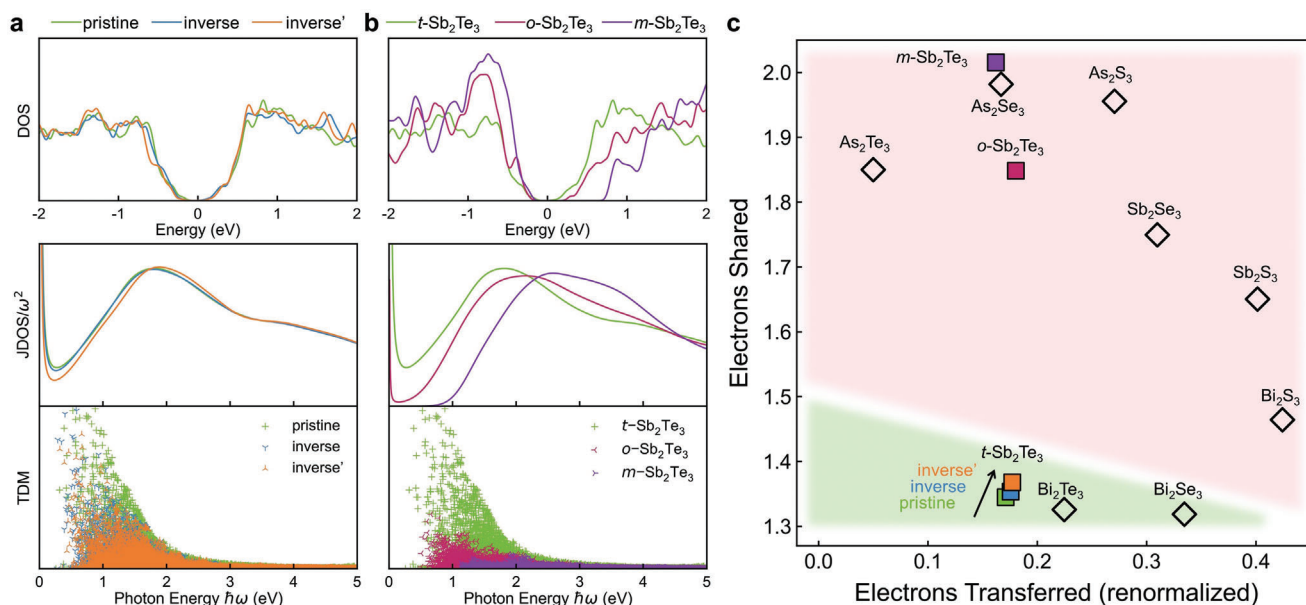 a
pristine inverse inverse’
DOS
-2 -1 0 1 2
Energy (eV)
JDOS/ω²
TDM
pristine
inverse
inverse’
0 1 2 3 4 5
Photon Energy ℏω (eV)
b
t-Sb₂Te₃ o-Sb₂Te₃ m-Sb₂Te₃
-2 -1 0 1 2
Energy (eV)
t−Sb₂Te₃
o−Sb₂Te₃
m−Sb₂Te₃
0 1 2 3 4 5
Photon Energy ℏω (eV)
c
Electrons Shared
2.0
1.9
1.8
1.7
1.6
1.5
1.4
1.3
m-Sb₂Te₃
As₂Se₃
As₂S₃
As₂Te₃
o-Sb₂Te₃
Sb₂Se₃
Sb₂S₃
Bi₂S₃
t-Sb₂Te₃
inverse’
inverse
pristine
Bi₂Te₃
Bi₂Se₃
0.0 0.1 0.2 0.3 0.4
Electrons Transferred (renormalized)